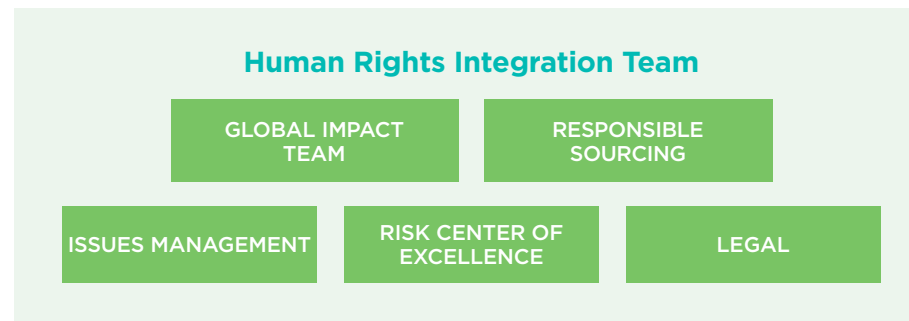 Human Rights Integration Team
GLOBAL IMPACT
TEAM
RESPONSIBLE
SOURCING
ISSUES MANAGEMENT
RISK CENTER OF
EXCELLENCE
LEGAL